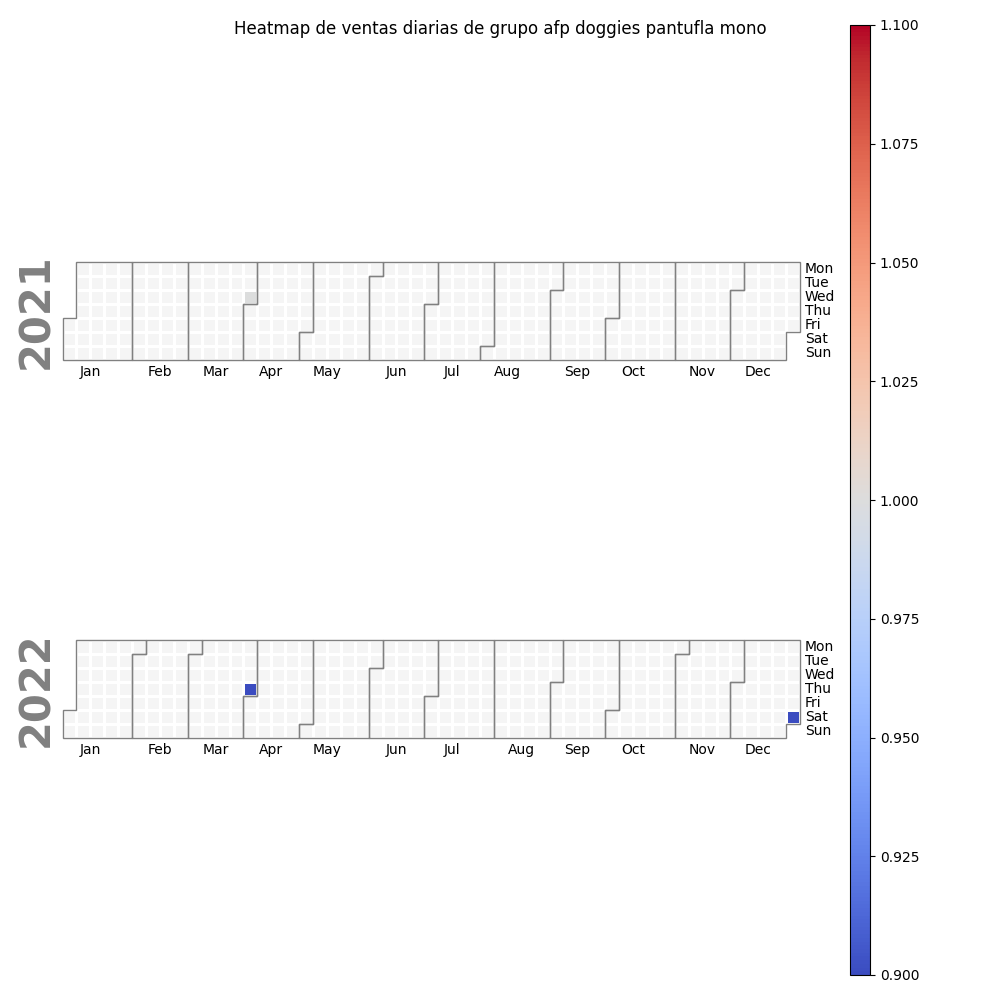 Heatmap de ventas diarias de grupo afp doggies pantufla mono
2021
Mon
Tue
Wed
Thu
Fri
Sat
Sun
Jan Feb Mar Apr May Jun Jul Aug Sep Oct Nov Dec
2022
Mon
Tue
Wed
Thu
Fri
Sat
Sun
Jan Feb Mar Apr May Jun Jul Aug Sep Oct Nov Dec
1.100
1.075
1.050
1.025
1.000
0.975
0.950
0.925
0.900